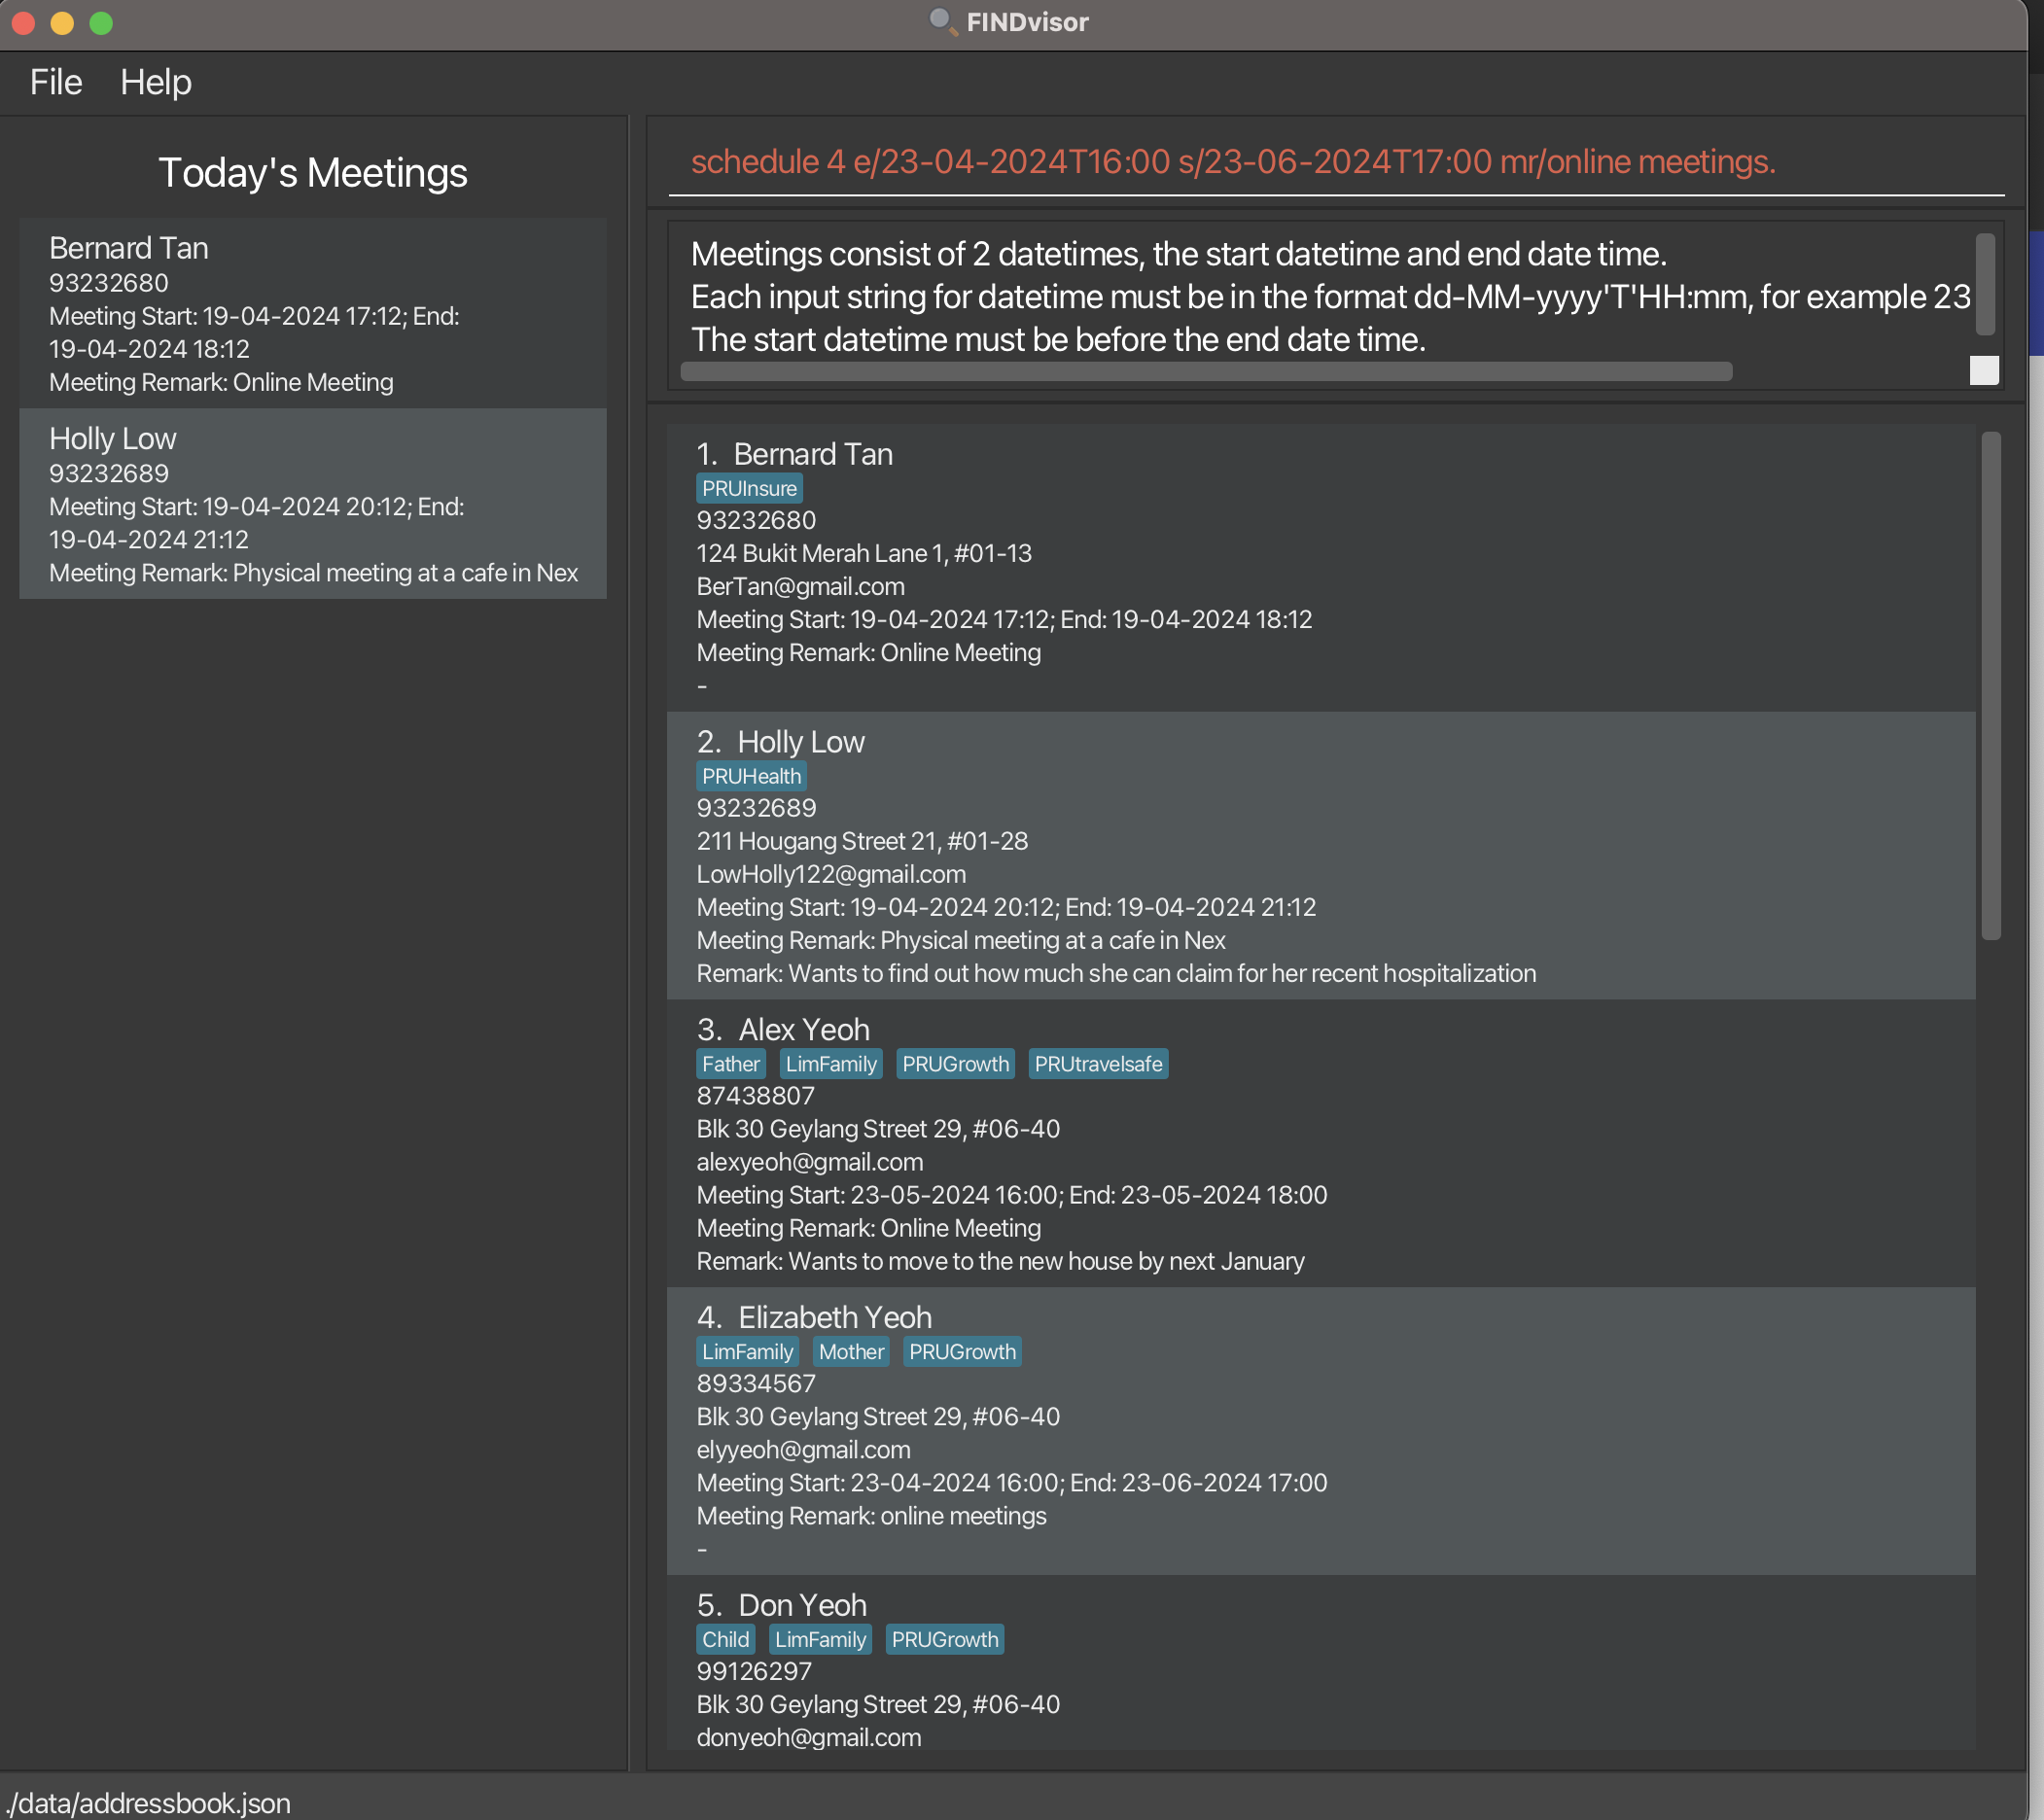 FINDvisor
File Help
Today's Meetings
Bernard Tan
93232680
Meeting Start: 19-04-2024 17:12; End:
19-04-2024 18:12
Meeting Remark: Online Meeting
Holly Low
93232689
Meeting Start: 19-04-2024 20:12; End:
19-04-2024 21:12
Meeting Remark: Physical meeting at a cafe in Nex
schedule 4 e/23-04-2024T16:00 s/23-06-2024T17:00 mr/online meetings.
Meetings consist of 2 datetimes, the start datetime and end date time.
Each input string for datetime must be in the format dd-MM-yyyy'T'HH:mm, for example 23
The start datetime must be before the end date time.
1. Bernard Tan
PRUInsure
93232680
124 Bukit Merah Lane 1, #01-13
BerTan@gmail.com
Meeting Start: 19-04-2024 17:12; End: 19-04-2024 18:12
Meeting Remark: Online Meeting
-
2. Holly Low
PRUHealth
93232689
211 Hougang Street 21, #01-28
LowHolly122@gmail.com
Meeting Start: 19-04-2024 20:12; End: 19-04-2024 21:12
Meeting Remark: Physical meeting at a cafe in Nex
Remark: Wants to find out how much she can claim for her recent hospitalization
3. Alex Yeoh
Father LimFamily PRUGrowth PRUtravelsafe
87438807
Blk 30 Geylang Street 29, #06-40
alexyeoh@gmail.com
Meeting Start: 23-05-2024 16:00; End: 23-05-2024 18:00
Meeting Remark: Online Meeting
Remark: Wants to move to the new house by next January
4. Elizabeth Yeoh
LimFamily Mother PRUGrowth
89334567
Blk 30 Geylang Street 29, #06-40
elyyeoh@gmail.com
Meeting Start: 23-04-2024 16:00; End: 23-06-2024 17:00
Meeting Remark: online meetings
-
5. Don Yeoh
Child LimFamily PRUGrowth
99126297
Blk 30 Geylang Street 29, #06-40
donyeoh@gmail.com
./data/addressbook.json